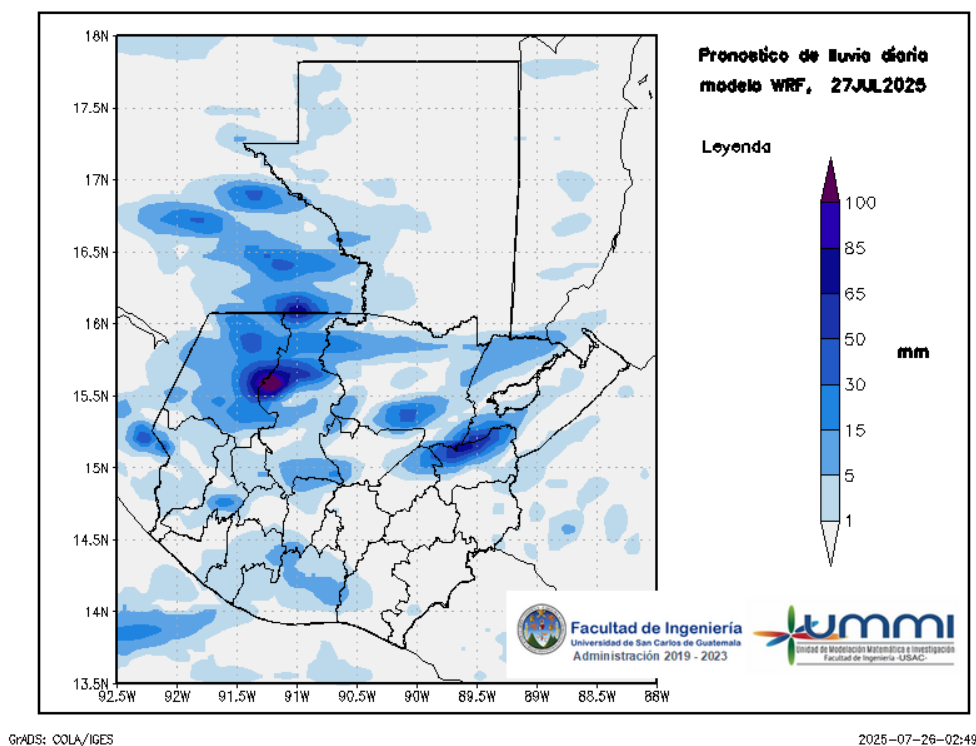 Pronostico de lluvia diaria
modelo WRF, 27JUL2025
Leyenda
100
85
65
50
30
15
5
1
mm
18N
17.5N
17N
16.5N
16N
15.5N
15N
14.5N
14N
13.5N
92.5W 92W 91.5W 91W 90.5W 90W 89.5W 89W 88.5W 88W
Facultad de Ingeniería
Universidad de San Carlos de Guatemala
Administración 2019 - 2023
ummi
Unidad de Modelación Matemática e Investigación
Facultad de Ingeniería -USAC-
GrADS: COLA/IGES
2025-07-26-02:49